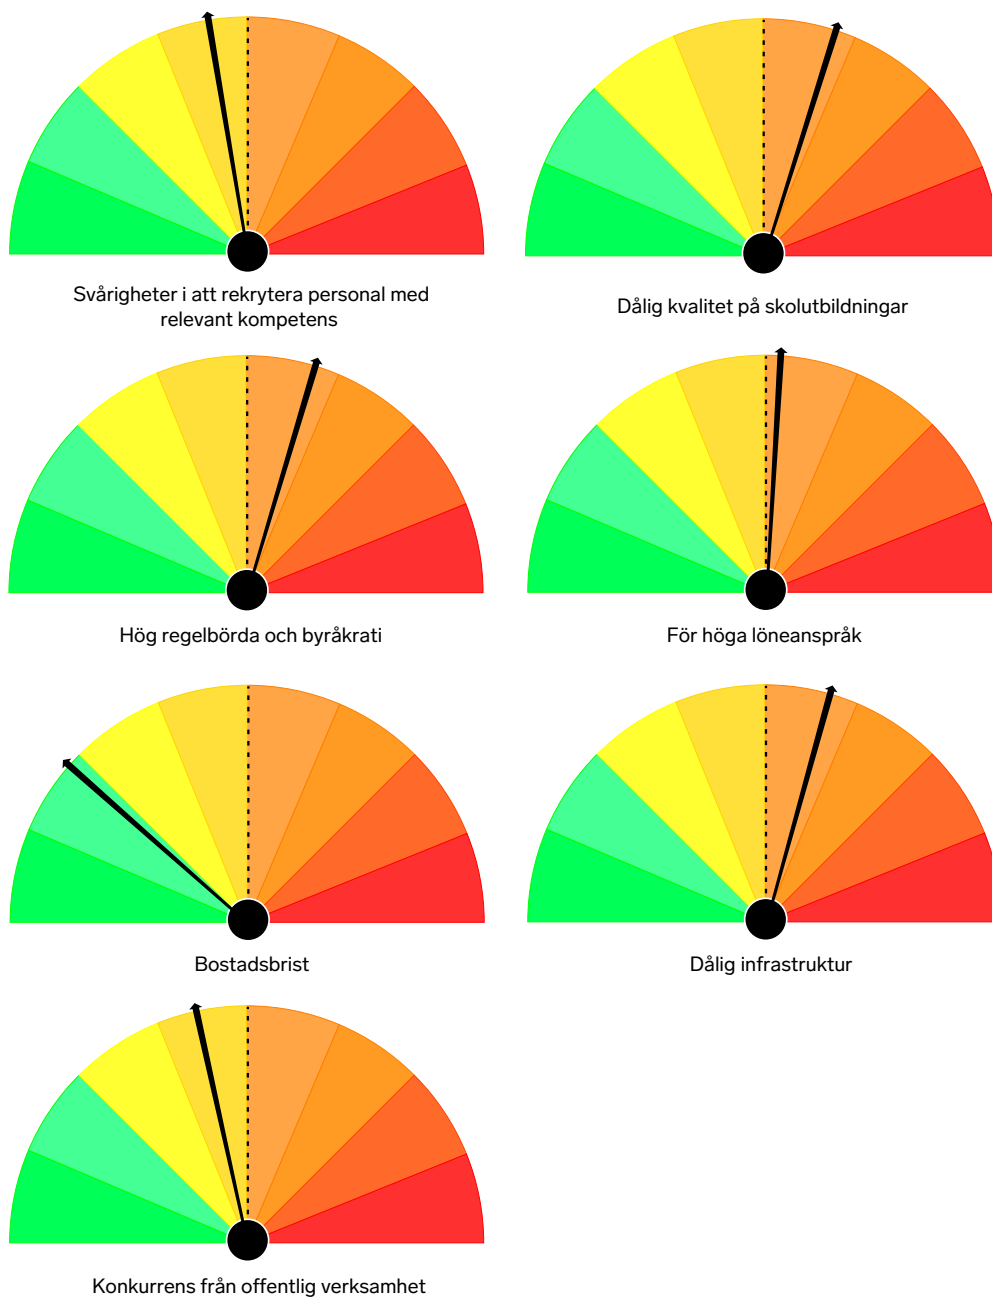 Svårigheter i att rekrytera personal med
relevant kompetens
Dålig kvalitet på skolutbildningar
Hög regelbörda och byråkrati
För höga löneanspråk
Bostadsbrist
Dålig infrastruktur
Konkurrens från offentlig verksamhet